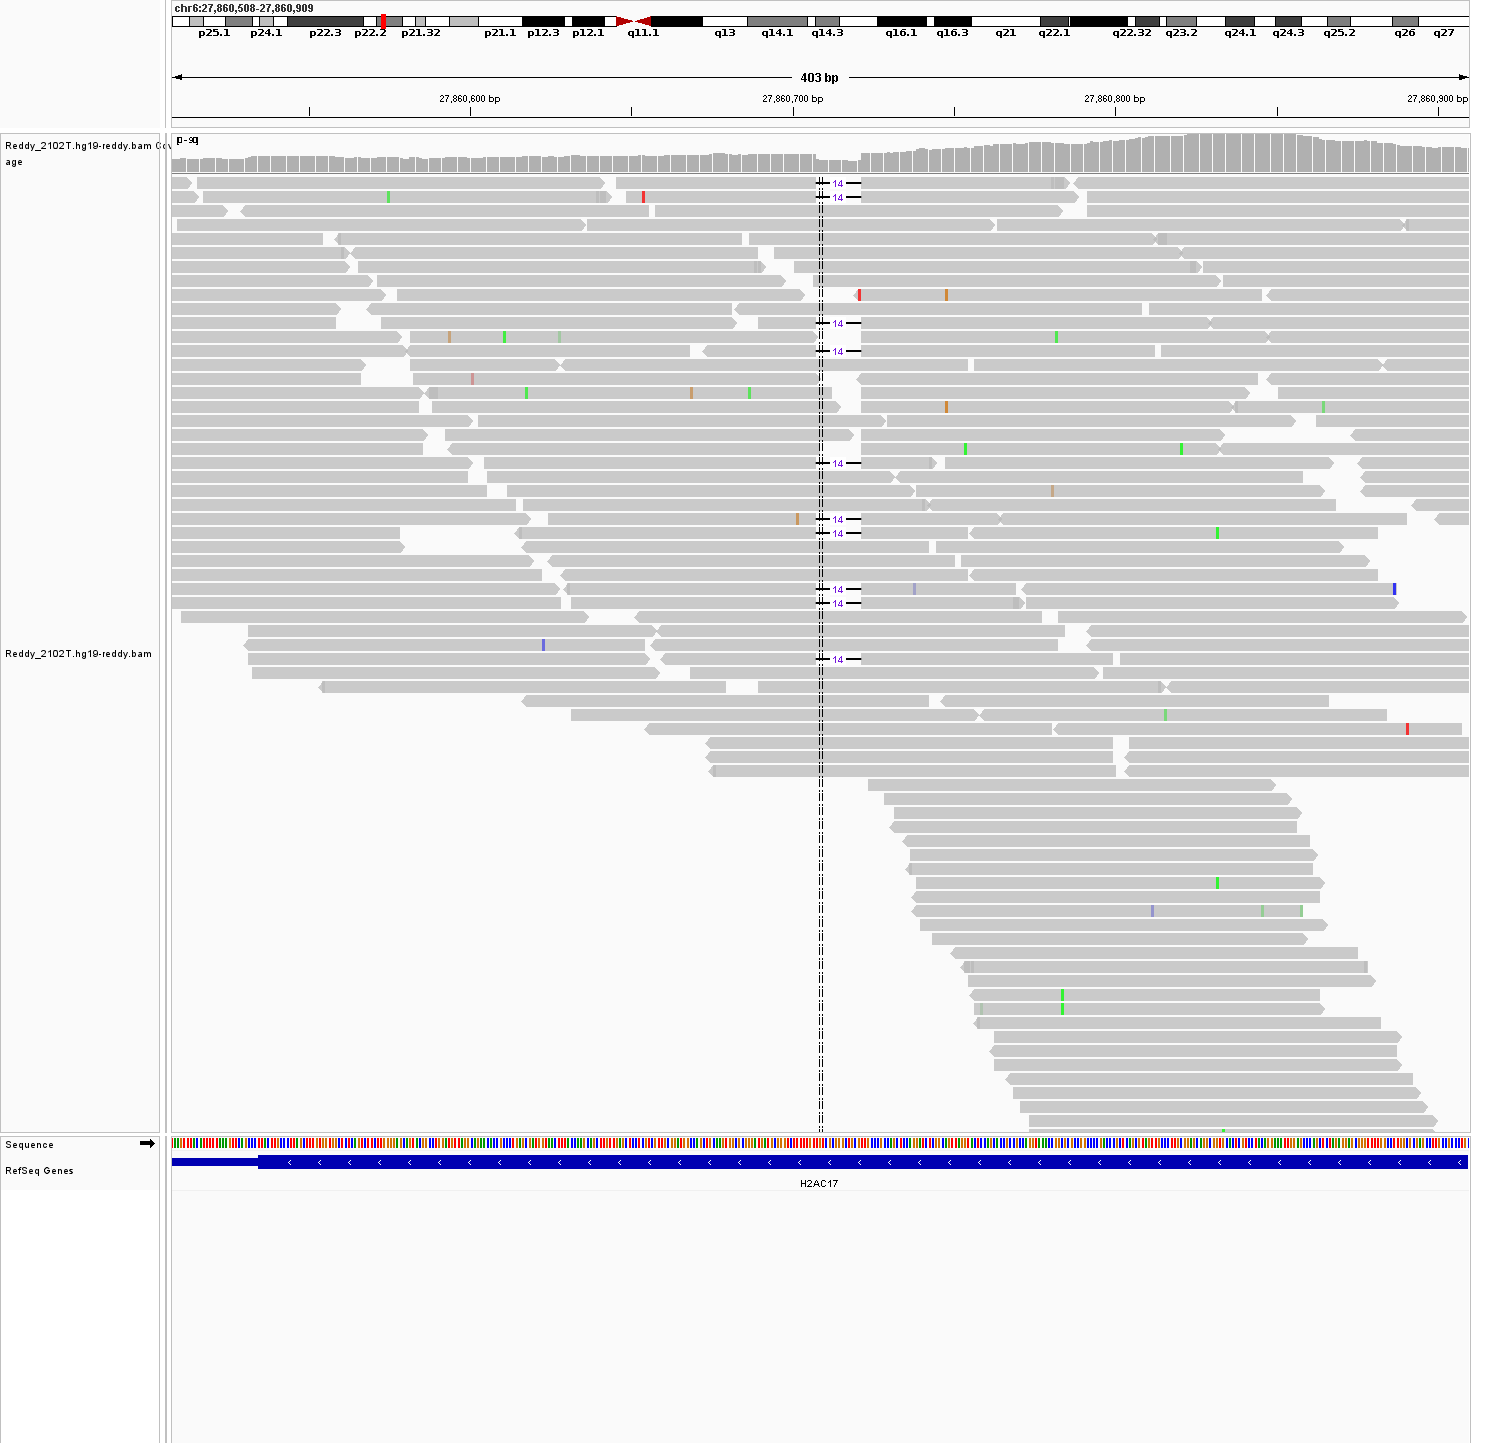 chr6:27,860,508-27,860,909
p25.1 p24.1 p22.3 p22.2 p21.32 p21.1 p12.3 p12.1 q11.1 q13 q14.1 q14.3 q16.1 q16.3 q21 q22.1 q22.32 q23.2 q24.1 q24.3 q25.2 q26 q27
403 bp
27,860,600 bp 27,860,700 bp 27,860,800 bp 27,860,900 bp
Reddy_2102T.hg19-reddy.bam Cov
age
14
14
14
14
14
14
14
14
14
14
Reddy_2102T.hg19-reddy.bam
Sequence
RefSeq Genes
H2AC17